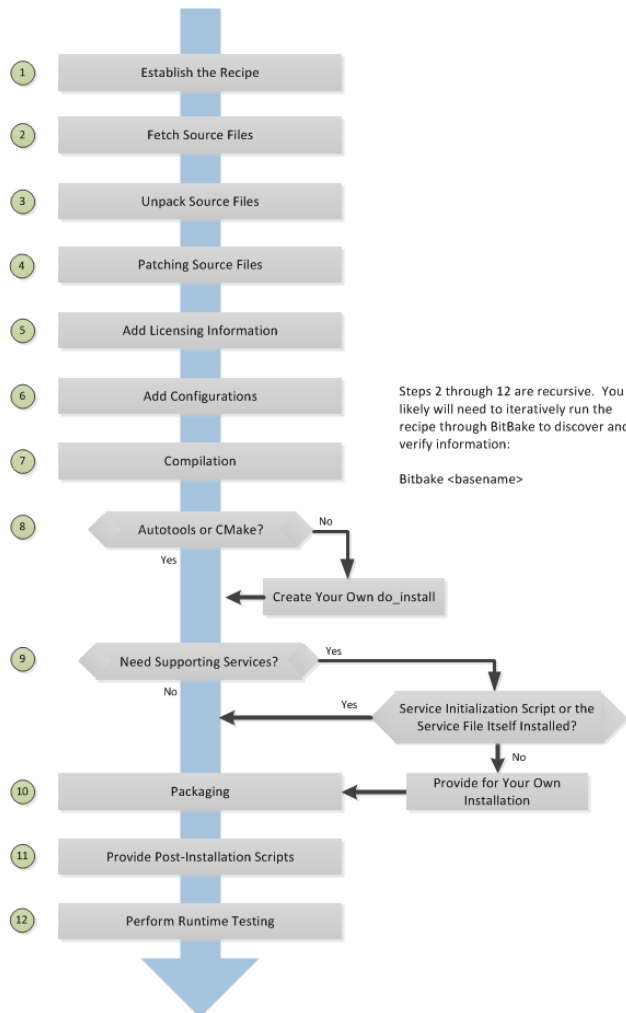 1
Establish the Recipe
2
Fetch Source Files
3
Unpack Source Files
4
Patching Source Files
5
Add Licensing Information
6
Add Configurations
Steps 2 through 12 are recursive.  You
likely will need to iteratively run the
recipe through BitBake to discover and
verify information:
Bitbake <basename>
7
Compilation
8
Autotools or CMake?
No
Yes
Create Your Own do_install
9
Need Supporting Services?
Yes
No
Yes
Service Initialization Script or the
Service File Itself Installed?
No
10
Packaging
Provide for Your Own
Installation
11
Provide Post-Installation Scripts
12
Perform Runtime Testing